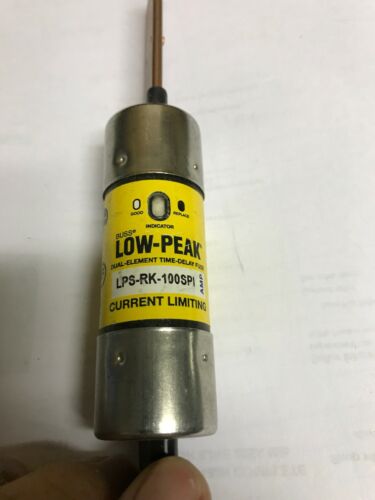 GOOD REPLACE
INDICATOR
BUSS®
LOW-PEAK
DUAL-ELEMENT TIME-DELAY FUSE
LPS-RK-100SPI AMP
CURRENT LIMITING